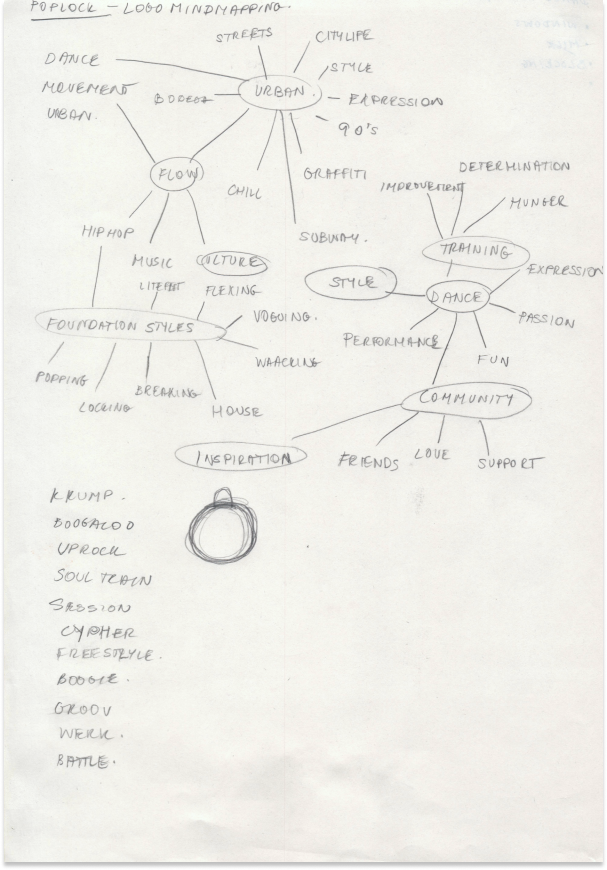 POPLOCK – LOGO MINDMAPPING.
STREETS
CITYLIFE
DANCE
STYLE
MOVEMENT
URBAN.
EXPRESSION
URBAN.
90'S
FLOW
GRAFFITI
CHILL
SUBWAY.
HIPHOP
MUSIC
CULTURE
LITEFEET
FLEXING
FOUNDATION STYLES
VOGUING.
WAACKING
POPPING
LOCKING
BREAKING
HOUSE
DETERMINATION
IMPROVEMENT
HUNGER
TRAINING
EXPRESSION
STYLE
DANCE
PASSION
PERFORMANCE
FUN
COMMUNITY
INSPIRATION
FRIENDS
LOVE
SUPPORT
KRUMP.
BOOGALOO
UPROCK
SOUL TRAIN
SESSION
CYPHER
FREESTYLE.
BOOGIE.
GROOV
WERK.
BATTLE.